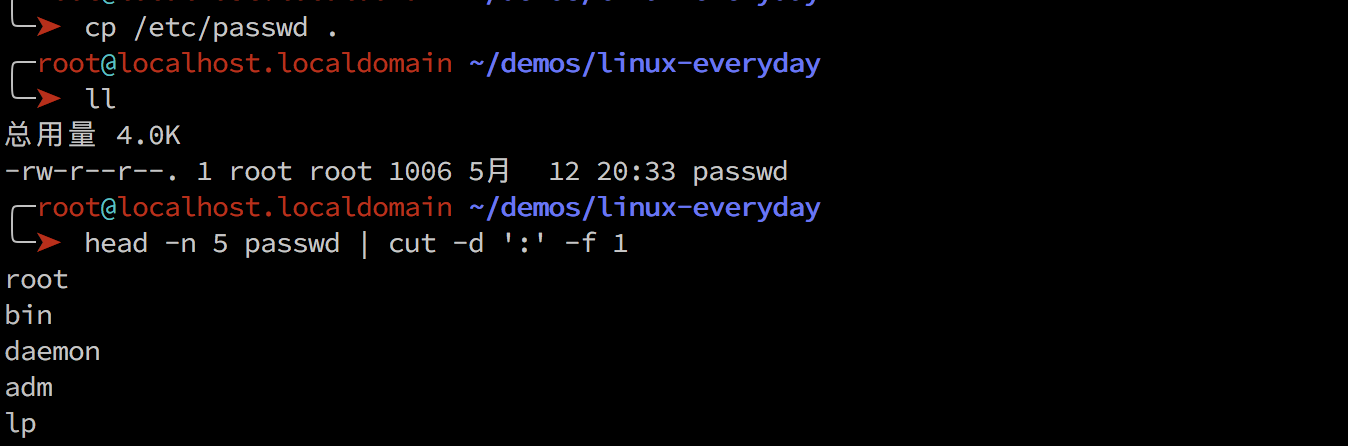 cp /etc/passwd .
root@localhost.localdomain ~/demos/linux-everyday
ll
总用量 4.0K
-rw-r--r--. 1 root root 1006 5月  12 20:33 passwd
root@localhost.localdomain ~/demos/linux-everyday
head -n 5 passwd | cut -d ':' -f 1
root
bin
daemon
adm
lp